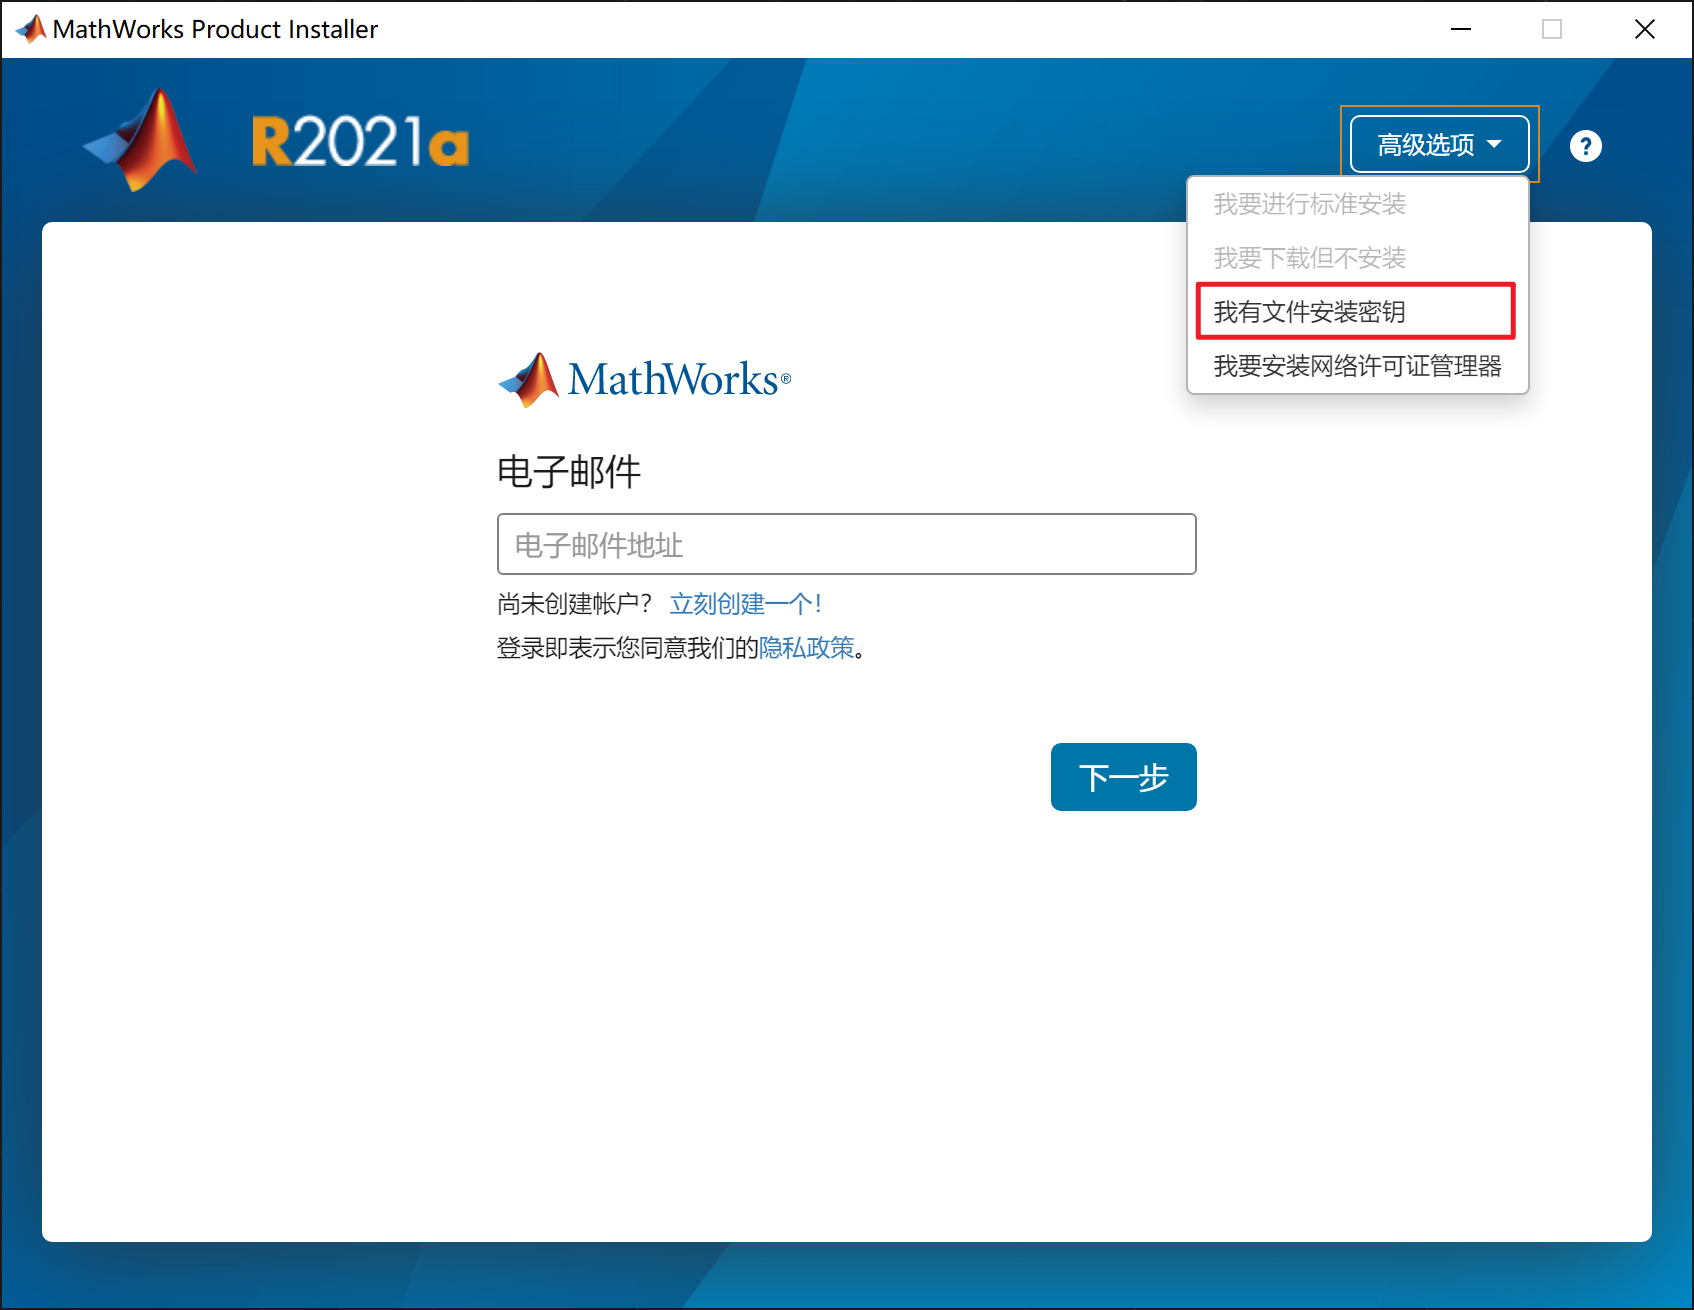 MathWorks Product Installer
R2021a
高级选项
?
我要进行标准安装
我要下载但不安装
我有文件安装密钥
我要安装网络许可证管理器
MathWorks®
电子邮件
电子邮件地址
尚未创建帐户? 立刻创建一个!
登录即表示您同意我们的隐私政策。
下一步